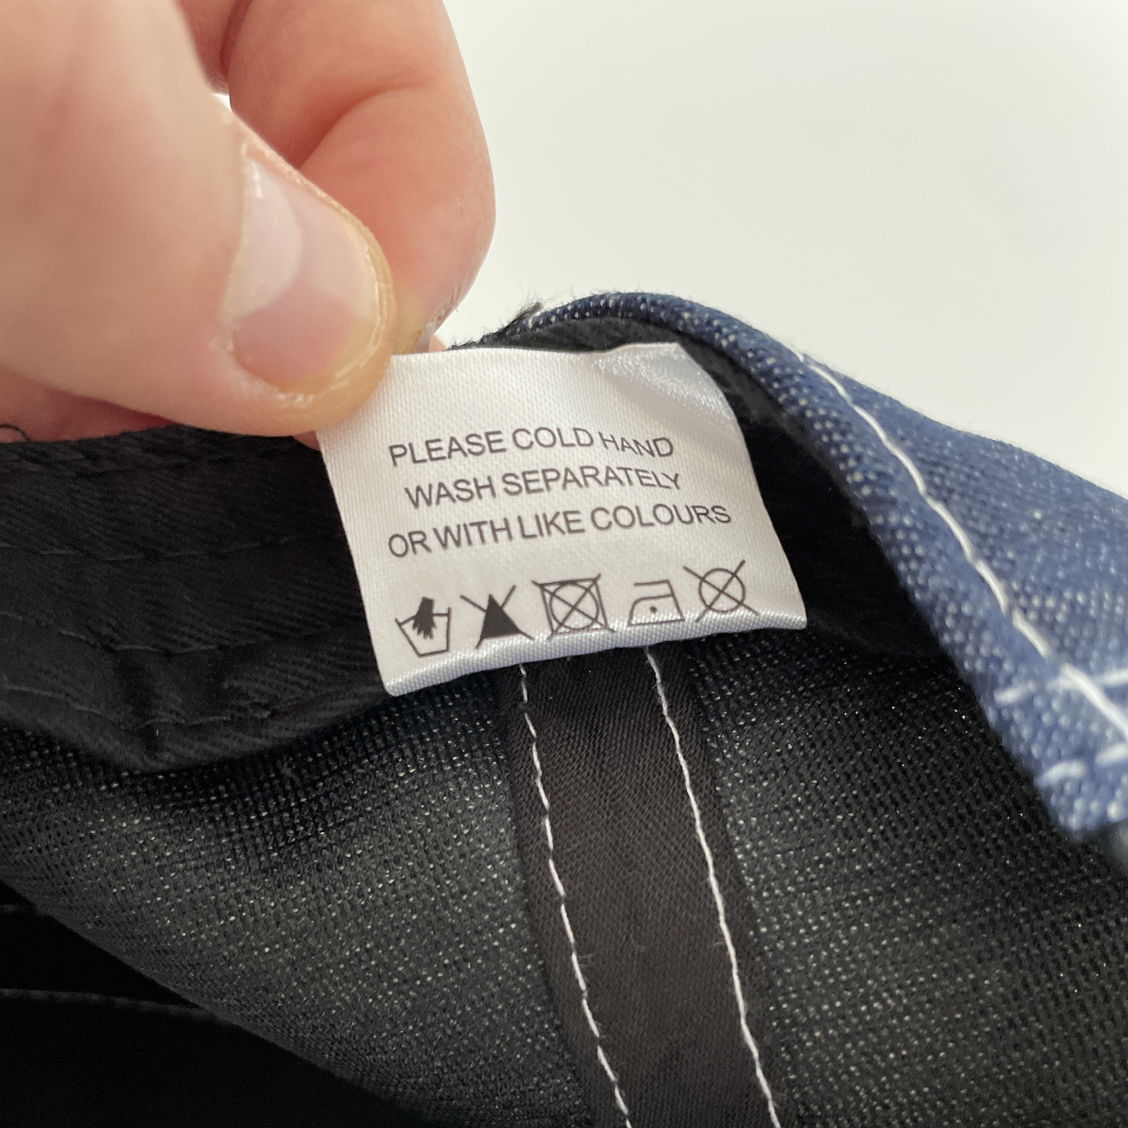 PLEASE COLD HAND
WASH SEPARATELY
OR WITH LIKE COLOURS